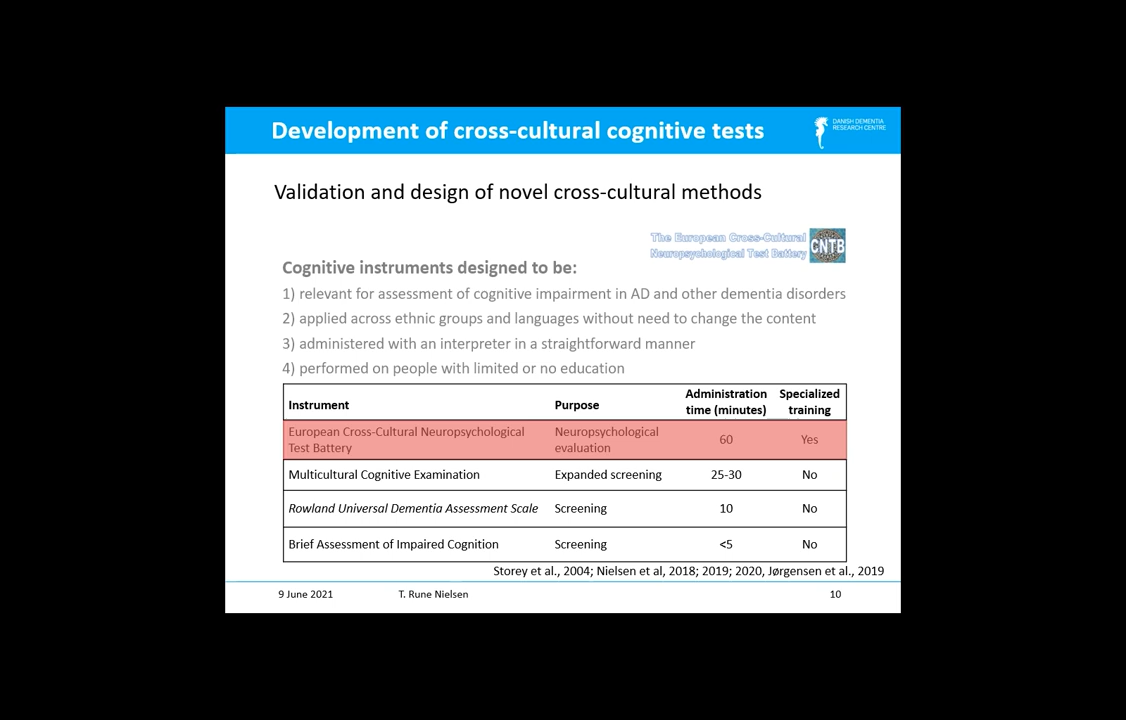 Development of cross-cultural cognitive tests
DANISH DEMENTIA
RESEARCH CENTRE
Validation and design of novel cross-cultural methods
The European Cross-Cultural
Neuropsychological Test Battery
CNTB
Cognitive instruments designed to be:
1) relevant for assessment of cognitive impairment in AD and other dementia disorders
2) applied across ethnic groups and languages without need to change the content
3) administered with an interpreter in a straightforward manner
4) performed on people with limited or no education
Instrument Purpose Administration time (minutes) Specialized training
European Cross-Cultural Neuropsychological Test Battery Neuropsychological evaluation 60 Yes
Multicultural Cognitive Examination Expanded screening 25-30 No
Rowland Universal Dementia Assessment Scale Screening 10 No
Brief Assessment of Impaired Cognition Screening <5 No
Storey et al., 2004; Nielsen et al, 2018; 2019; 2020, Jørgensen et al., 2019
9 June 2021 T. Rune Nielsen 10